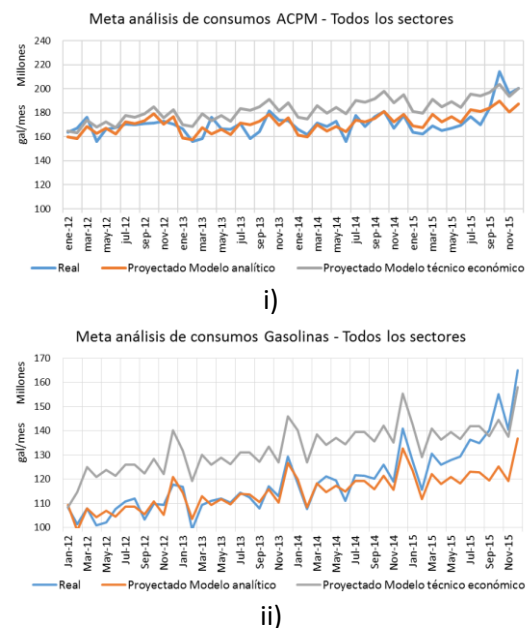 Meta análisis de consumos ACPM - Todos los sectores
Millones
gal/mes
240
220
200
180
160
140
120
100
ene-12
mar-12
may-12
jul-12
sep-12
nov-12
ene-13
mar-13
may-13
jul-13
sep-13
nov-13
ene-14
mar-14
may-14
jul-14
sep-14
nov-14
ene-15
mar-15
may-15
jul-15
sep-15
nov-15
Real Proyectado Modelo analítico Proyectado Modelo técnico económico
i)
Meta análisis de consumos Gasolinas - Todos los sectores
Millones
gal/mes
170
160
150
140
130
120
110
100
Jan-12
Mar-12
May-12
Jul-12
Sep-12
Nov-12
Jan-13
Mar-13
May-13
Jul-13
Sep-13
Nov-13
Jan-14
Mar-14
May-14
Jul-14
Sep-14
Nov-14
Jan-15
Mar-15
May-15
Jul-15
Sep-15
Nov-15
Real Proyectado Modelo analítico Proyectado Modelo técnico económico
ii)